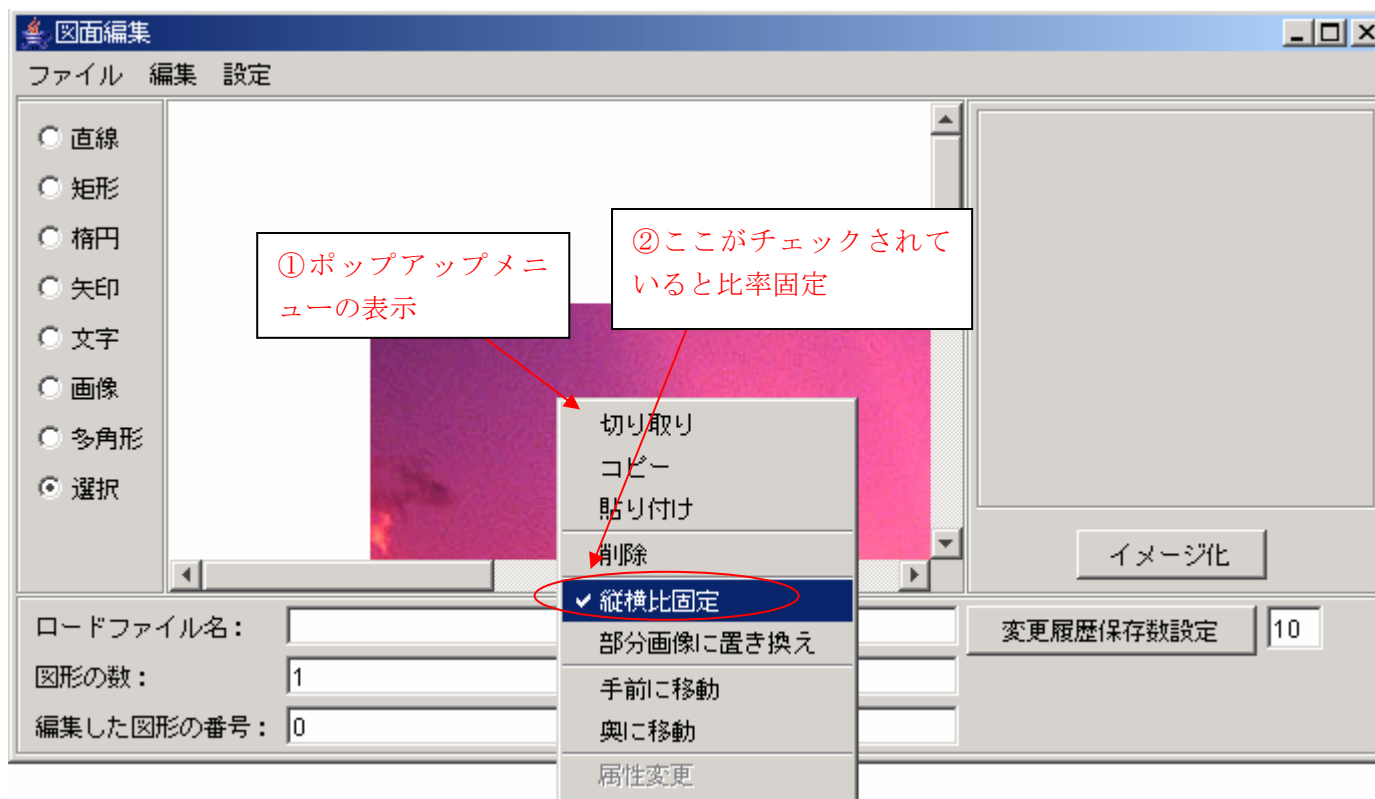 図面編集
ファイル 編集 設定
直線
矩形
楕円
矢印
文字
画像
多角形
選択
①ポップアップメニ
ューの表示
②ここがチェックされて
いると比率固定
切り取り
コピー
貼り付け
削除
縦横比固定
部分画像に置き換え
手前に移動
奥に移動
属性変更
イメージ化
ロードファイル名：
変更履歴保存数設定 10
図形の数： 1
編集した図形の番号： 0